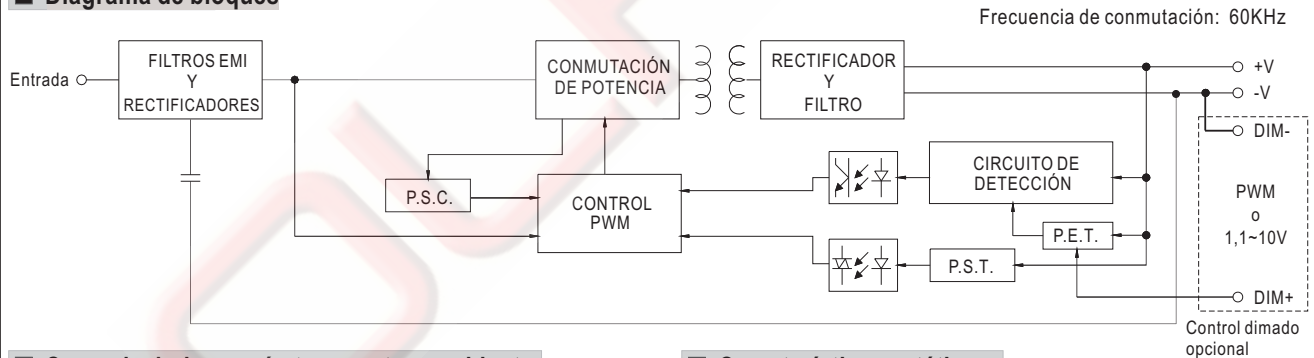 Diagrama de bloques
Frecuencia de conmutación: 60KHz
Entrada
FILTROS EMI
Y
RECTIFICADORES
CONMUTACIÓN
DE POTENCIA
RECTIFICADOR
Y
FILTRO
+V
-V
DIM-
P.S.C.
CONTROL
PWM
CIRCUITO DE
DETECCIÓN
P.E.T.
P.S.T.
PWM
o
1,1~10V
DIM+
Control dimado
opcional